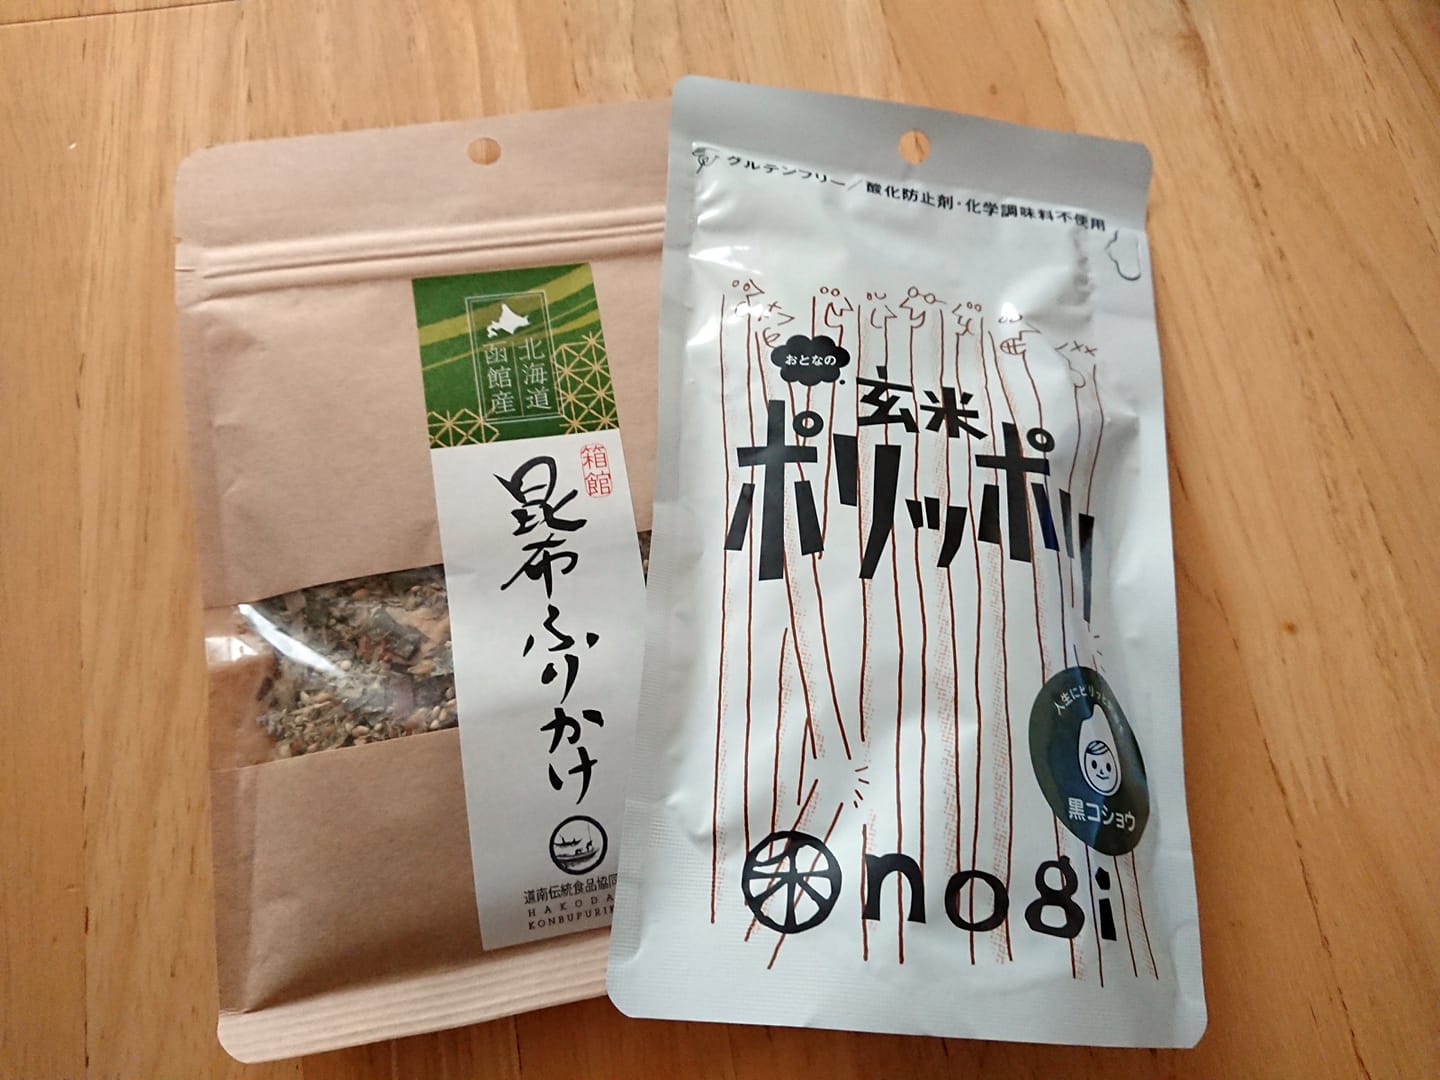 北海道
函館産
箱館
昆布ふりかけ
道南伝統食品協同
HAKODA
KONBUFURIK
グルテンフリー/酸化防止剤・化学調味料不使用
おとなの
玄米
ポリッポリ
黒コショウ
nogi